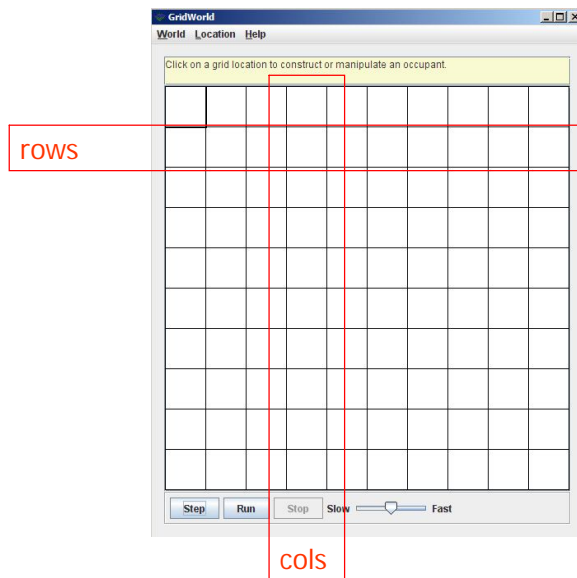 GridWorld
World Location Help
Click on a grid location to construct or manipulate an occupant.
rows
Step Run Stop Slow Fast
cols